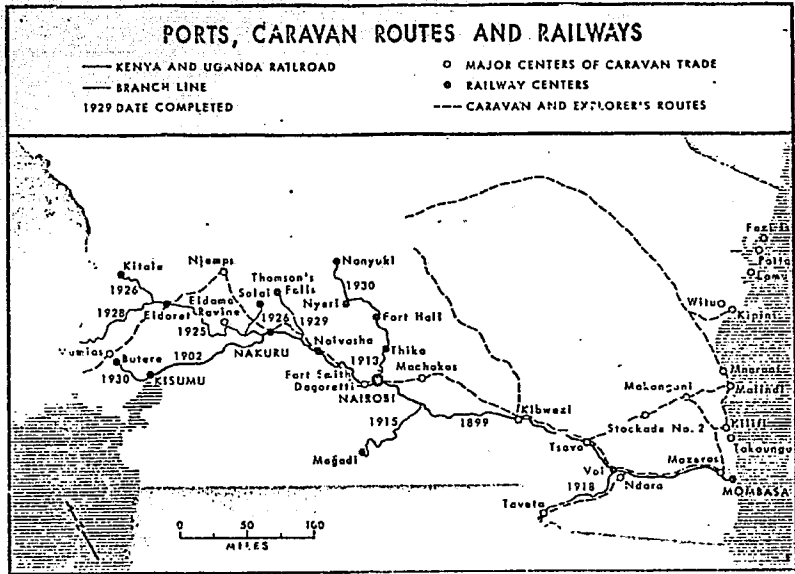 PORTS, CARAVAN ROUTES AND RAILWAYS
KENYA AND UGANDA RAILROAD
BRANCH LINE
1929 DATE COMPLETED
MAJOR CENTERS OF CARAVAN TRADE
RAILWAY CENTERS
CARAVAN AND EXPLORER'S ROUTES
Patta
Lamu
Kitale
Njemps
Nanyuki
1926
Thomson's
Falls
1930
Witu
Kipini
Eldama
Ravine
Solai
Nyeri
1928
Eldoret
1926
1929
Fort Hall
1925
Mumias
Butere
1902
NAKURU
Naivasha
Thika
1913
1930
KISUMU
Fort Smith
Dagoretti
Machakos
NAIROBI
Makongeni
Malindi
1915
1899
Kibwezi
Stockade No. 2
Kilifi
Takaungu
Tsavo
Magadi
Voi
Mazeras
1918
Ndara
MOMBASA
Taveta
0 50 100
MILES